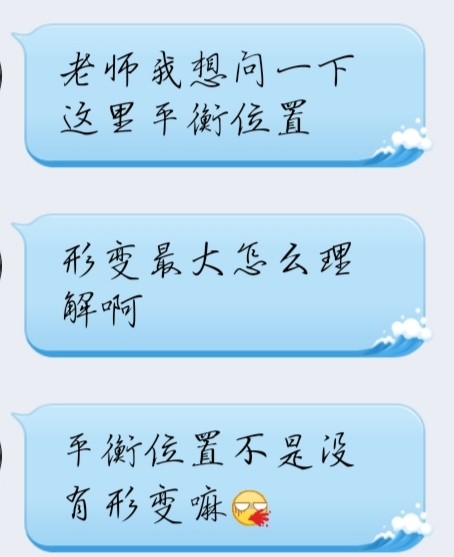 老师我想问一下
这里平衡位置
形变最大怎么理
解啊
平衡位置不是没
有形变嘛